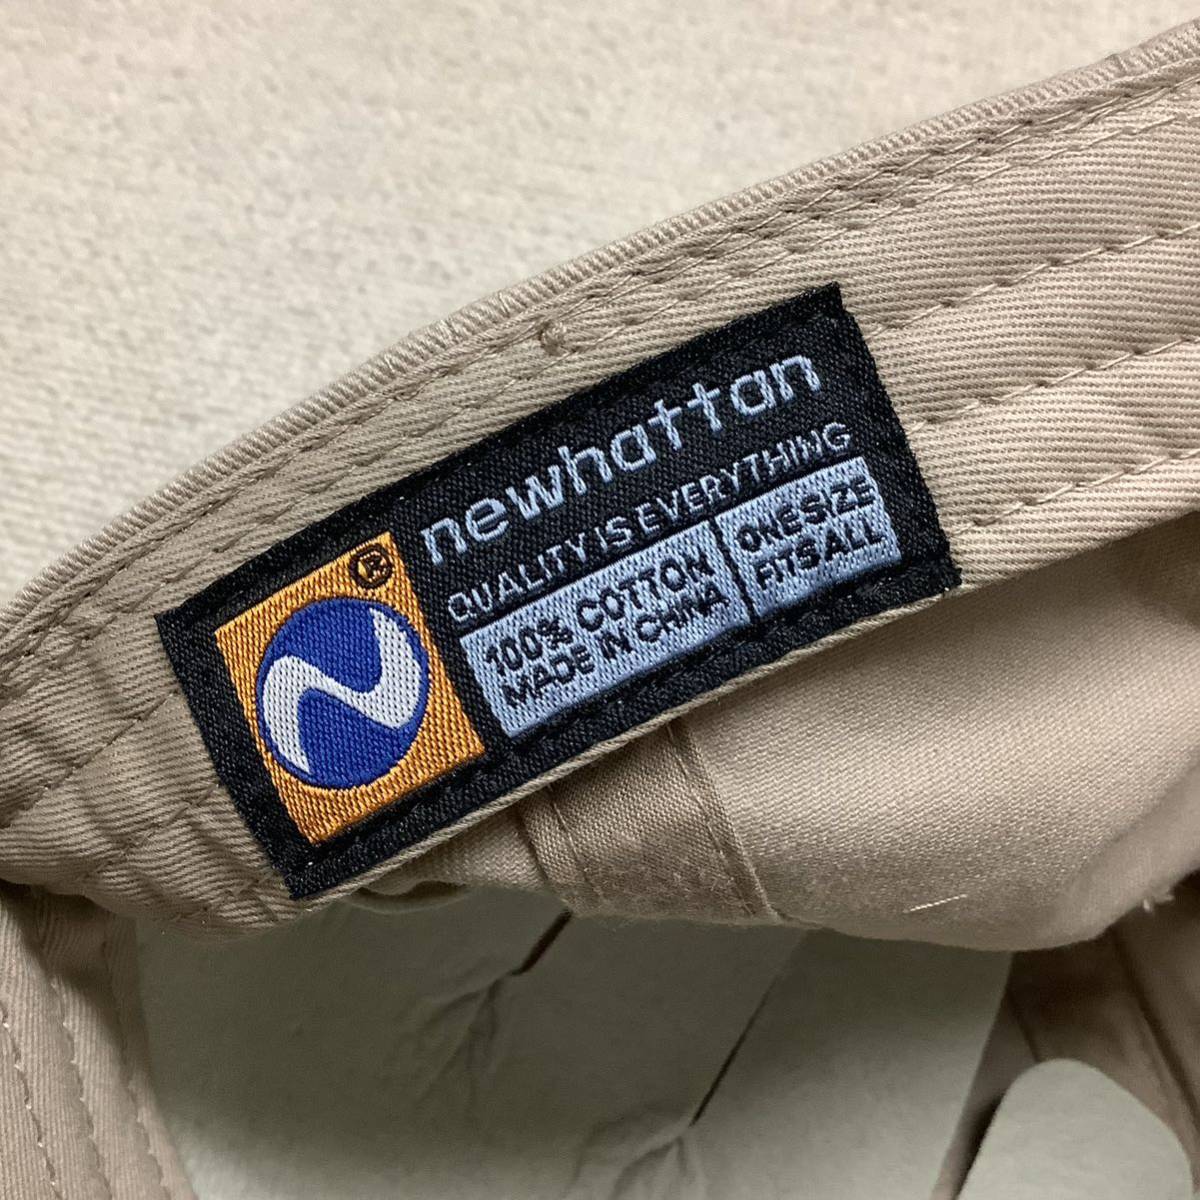 ®
newhattan
QUALITY IS EVERYTHING
100% COTTON
MADE IN CHINA
ONE SIZE
FITS ALL